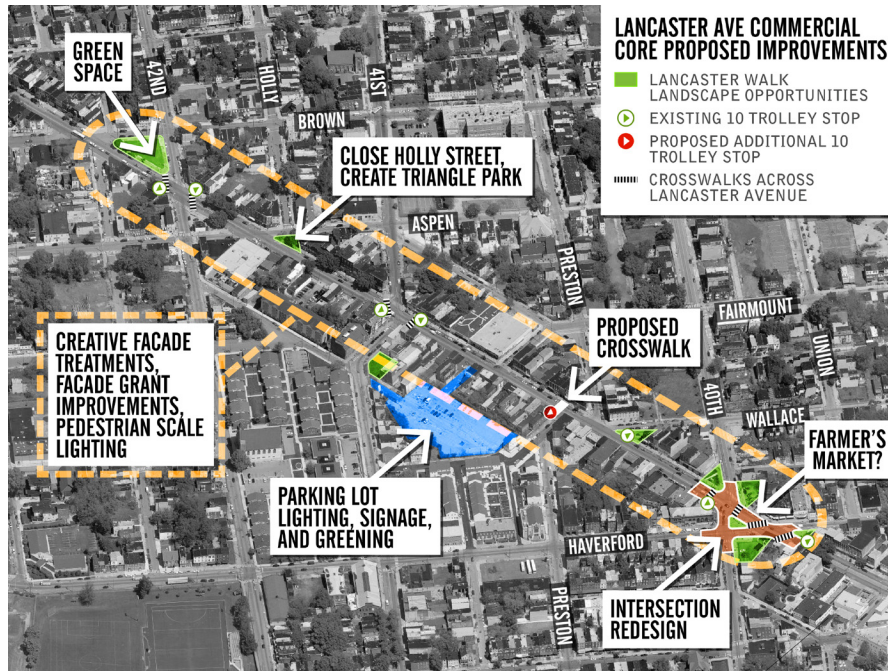 LANCASTER AVE COMMERCIAL
CORE PROPOSED IMPROVEMENTS
LANCASTER WALK
LANDSCAPE OPPORTUNITIES
EXISTING 10 TROLLEY STOP
PROPOSED ADDITIONAL 10
TROLLEY STOP
CROSSWALKS ACROSS
LANCASTER AVENUE
GREEN
SPACE
42ND
HOLLY
41ST
BROWN
CLOSE HOLLY STREET,
CREATE TRIANGLE PARK
ASPEN
PRESTON
FAIRMOUNT
UNION
PROPOSED
CROSSWALK
40TH
WALLACE
CREATIVE FACADE
TREATMENTS,
FACADE GRANT
IMPROVEMENTS,
PEDESTRIAN SCALE
LIGHTING
FARMER'S
MARKET?
PARKING LOT
LIGHTING, SIGNAGE,
AND GREENING
HAVERFORD
PRESTON
INTERSECTION
REDESIGN